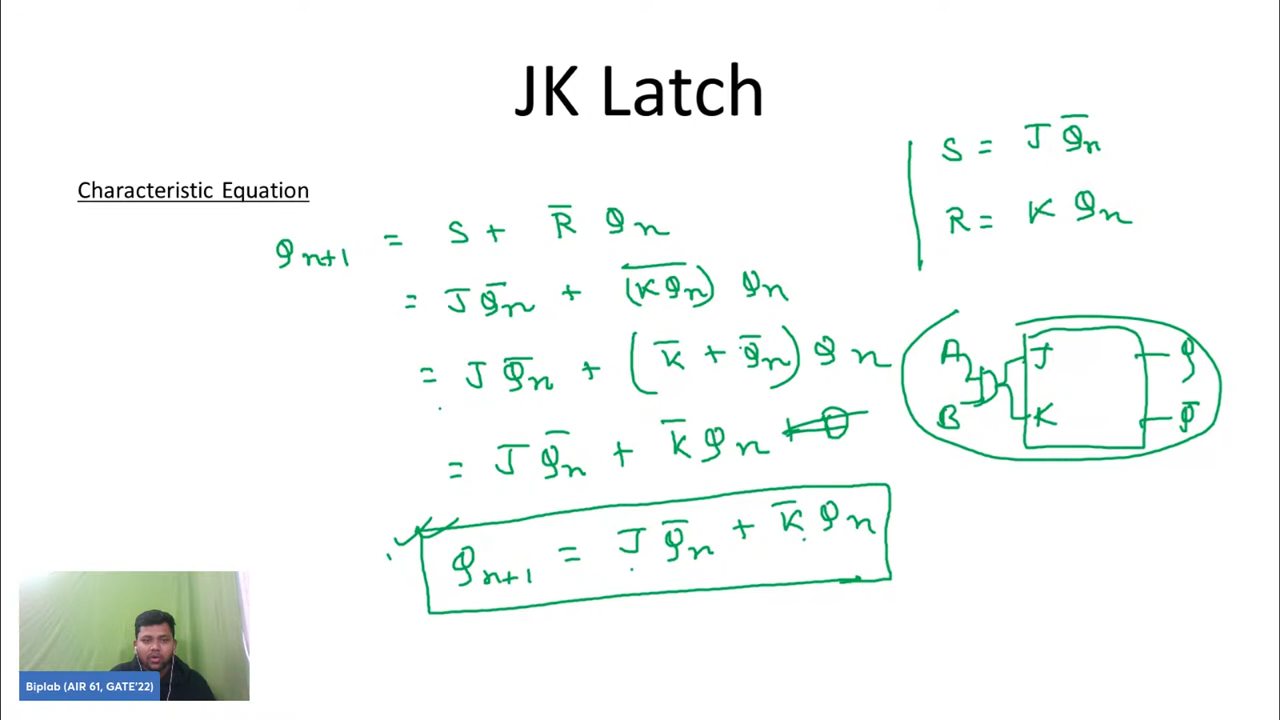 JK Latch
Characteristic Equation
S = J Q̄n
R = K Qn
Qn+1 = S + R̄ Qn
= J Q̄n + (K̅Q̅n̅) Qn
= J Q̄n + (K̄ + Q̄n) Qn
= J Q̄n + K̄ Qn + 0
Qn+1 = J Q̄n + K̄ Qn
A J Q
B K Q̄
Biplab (AIR 61, GATE'22)